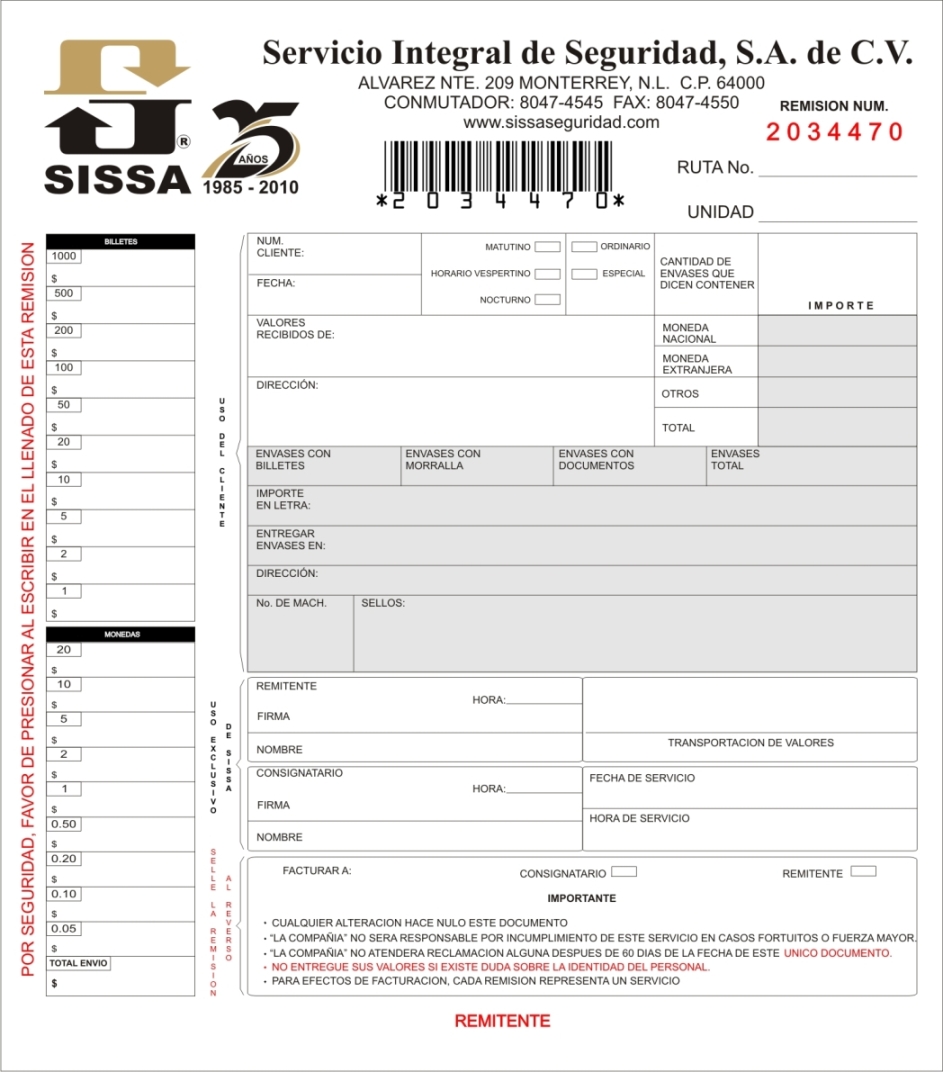 Servicio Integral de Seguridad, S.A. de C.V.
ALVAREZ NTE. 209 MONTERREY, N.L. C.P. 64000
CONMUTADOR: 8047-4545 FAX: 8047-4550
www.sissaseguridad.com
REMISION NUM.
2034470
RUTA No.
UNIDAD
®
SISSA
25
AÑOS
1985 - 2010
*2034470*
POR SEGURIDAD, FAVOR DE PRESIONAR AL ESCRIBIR EN EL LLENADO DE ESTA REMISION
BILLETES
1000
$
500
$
200
$
100
$
50
$
20
$
10
$
5
$
2
$
1
$
MONEDAS
20
$
10
$
5
$
2
$
1
$
0.50
$
0.20
$
0.10
$
0.05
$
TOTAL ENVIO
$
USO DEL CLIENTE
NUM.
CLIENTE:
FECHA:
MATUTINO
HORARIO VESPERTINO
NOCTURNO
ORDINARIO
ESPECIAL
CANTIDAD DE
ENVASES QUE
DICEN CONTENER
IMPORTE
VALORES
RECIBIDOS DE:
MONEDA
NACIONAL
MONEDA
EXTRANJERA
DIRECCIÓN:
OTROS
TOTAL
ENVASES CON
BILLETES
ENVASES CON
MORRALLA
ENVASES CON
DOCUMENTOS
ENVASES
TOTAL
IMPORTE
EN LETRA:
ENTREGAR
ENVASES EN:
DIRECCIÓN:
No. DE MACH.
SELLOS:
USO EXCLUSIVO
DE SISSA
REMITENTE
HORA:
FIRMA
NOMBRE
TRANSPORTACION DE VALORES
CONSIGNATARIO
HORA:
FIRMA
NOMBRE
FECHA DE SERVICIO
HORA DE SERVICIO
SELLE LA REMISION
AL REVERSO
FACTURAR A:
CONSIGNATARIO
REMITENTE
IMPORTANTE
• CUALQUIER ALTERACION HACE NULO ESTE DOCUMENTO
• “LA COMPAÑIA” NO SERA RESPONSABLE POR INCUMPLIMIENTO DE ESTE SERVICIO EN CASOS FORTUITOS O FUERZA MAYOR.
• “LA COMPAÑIA” NO ATENDERA RECLAMACION ALGUNA DESPUES DE 60 DIAS DE LA FECHA DE ESTE UNICO DOCUMENTO.
• NO ENTREGUE SUS VALORES SI EXISTE DUDA SOBRE LA IDENTIDAD DEL PERSONAL.
• PARA EFECTOS DE FACTURACION, CADA REMISION REPRESENTA UN SERVICIO
REMITENTE